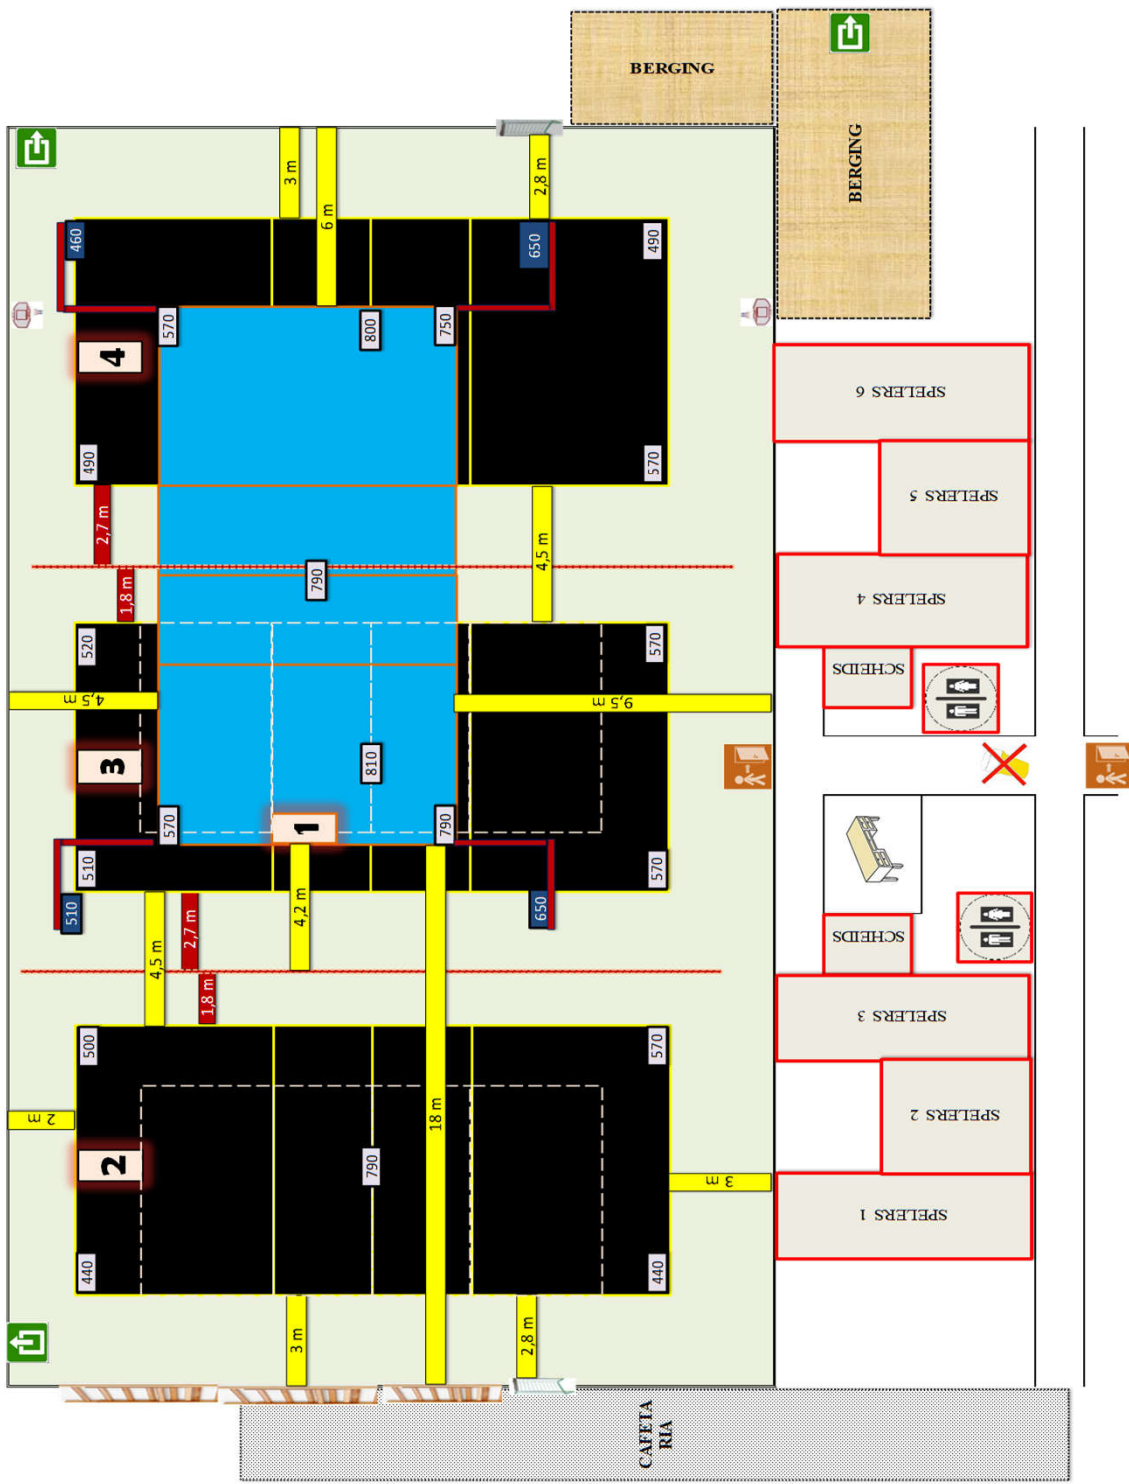 BERGING
BERGING
3 m
6 m
2,8 m
460
650
490
570
800
750
4
490
570
2,7 m
4,5 m
1,8 m
790
520
570
4,5 m
9,5 m
3
810
570
1
790
510
570
510
650
4,5 m
2,7 m
4,2 m
1,8 m
500
570
2 m
18 m
2
790
3 m
440
440
3 m
2,8 m
SPELERS 6
SPELERS 5
SPELERS 4
SCHEIDS
SCHEIDS
SPELERS 3
SPELERS 2
SPELERS 1
CAFETA
RIA